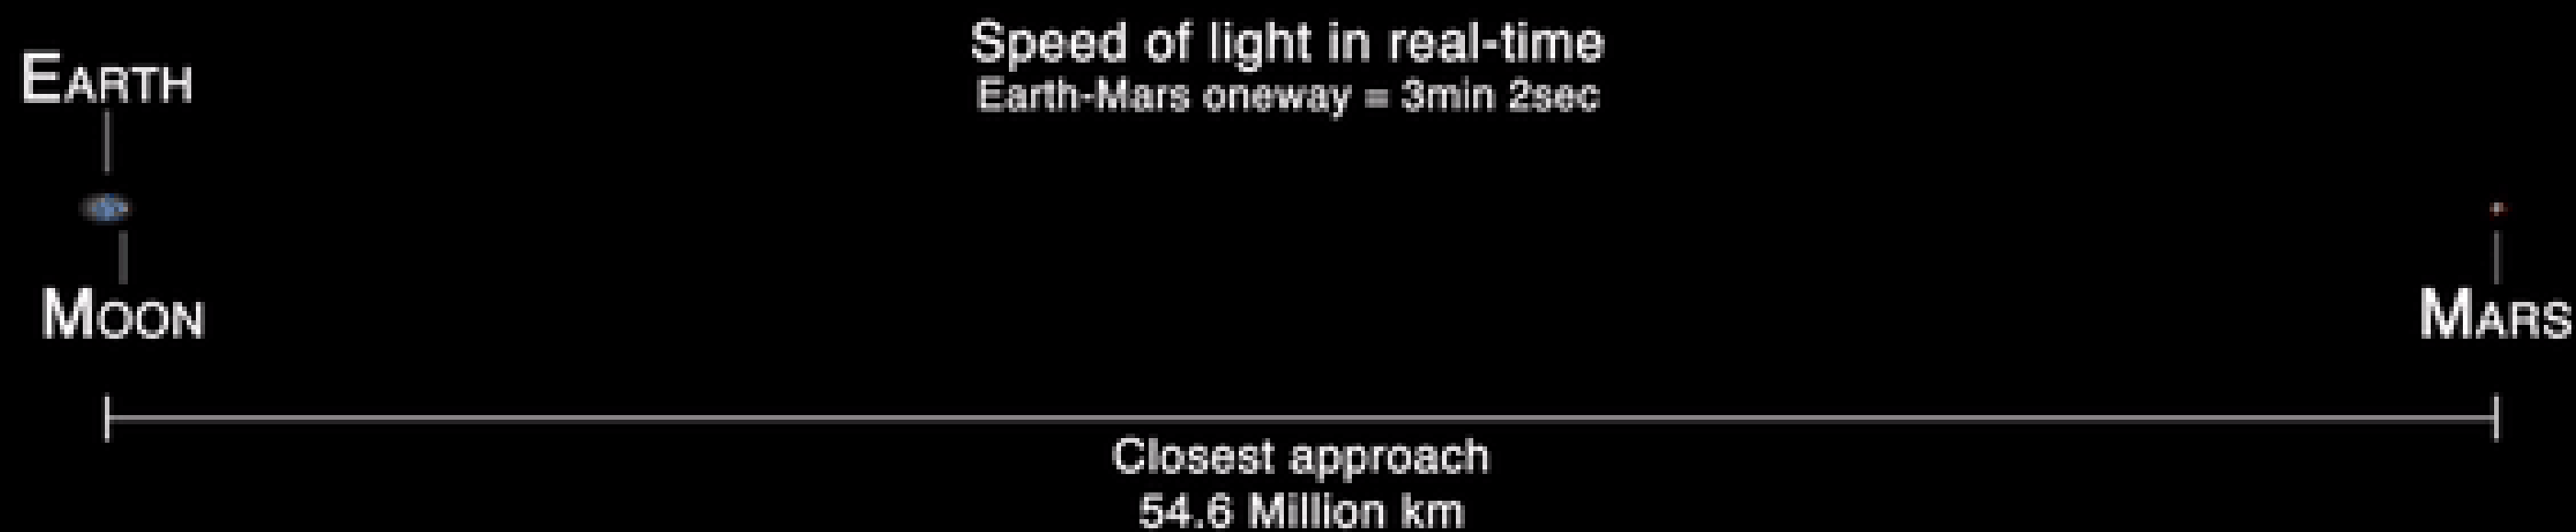 Speed of light in real-time
Earth-Mars oneway = 3min 2sec
EARTH
MOON
MARS
Closest approach
54.6 Million km